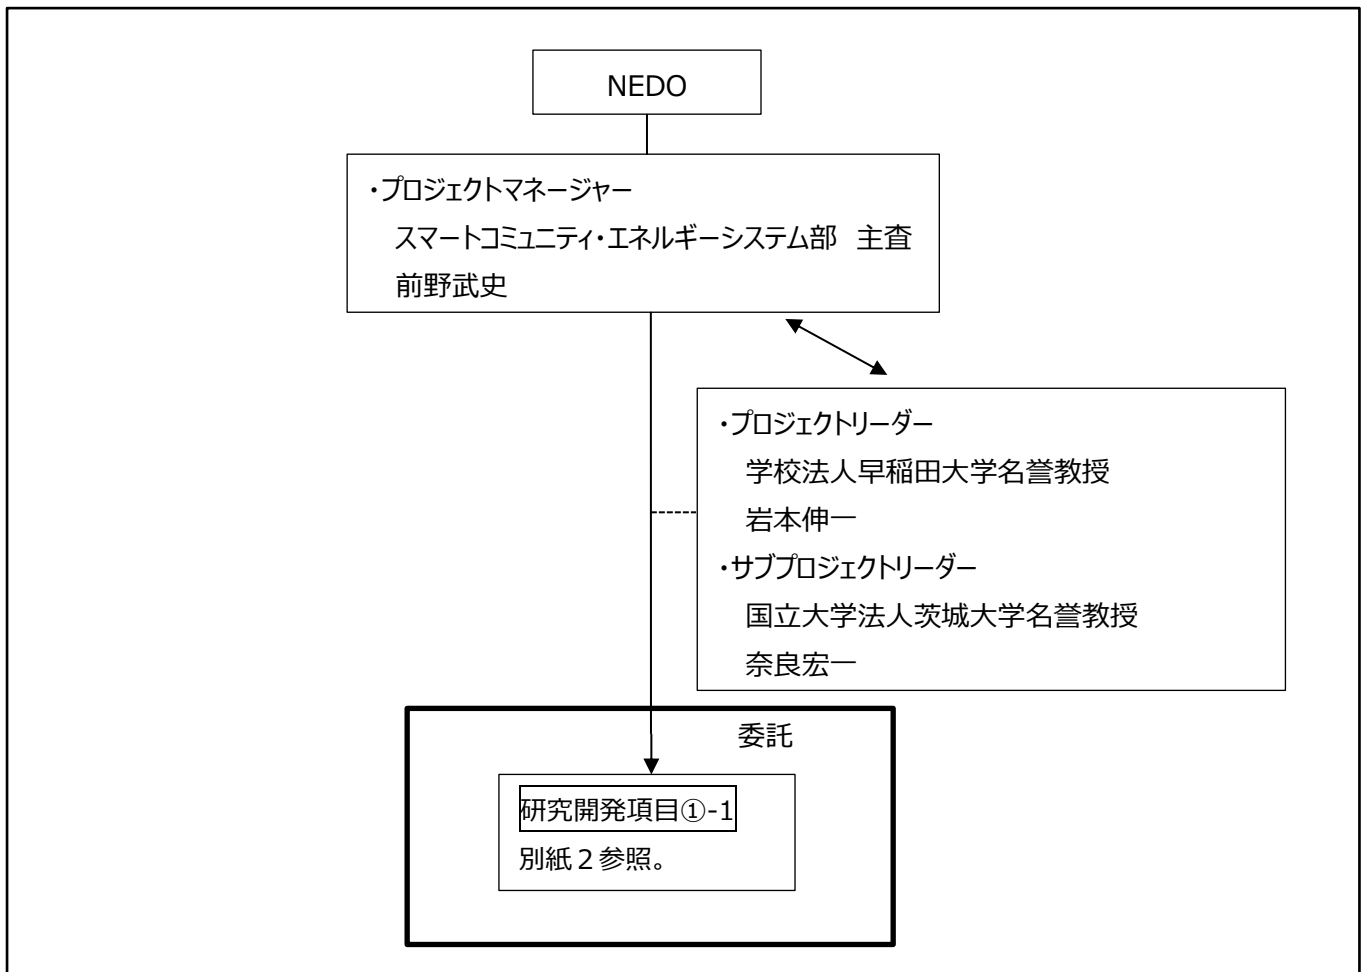 NEDO
・プロジェクトマネージャー
スマートコミュニティ・エネルギーシステム部　主査
前野武史
・プロジェクトリーダー
学校法人早稲田大学名誉教授
岩本伸一
・サブプロジェクトリーダー
国立大学法人茨城大学名誉教授
奈良宏一
委託
研究開発項目①-1
別紙２参照。